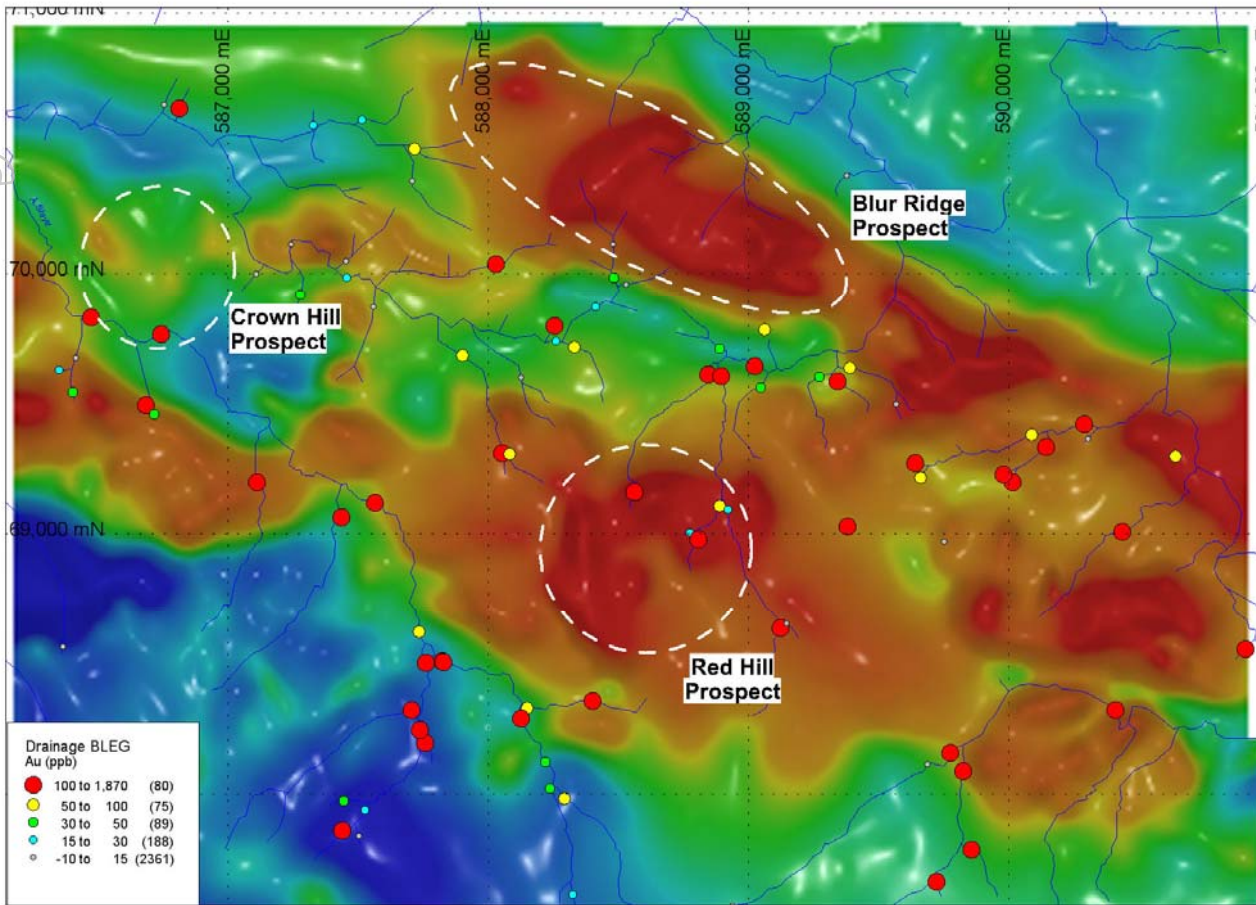 71,000 mN
587,000 mE
588,000 mE
589,000 mE
590,000 mE
Blur Ridge
Prospect
70,000 mN
Crown Hill
Prospect
69,000 mN
Red Hill
Prospect
Drainage BLEG
Au (ppb)
100 to 1,870 (80)
50 to 100 (75)
30 to 50 (89)
15 to 30 (188)
-10 to 15 (2361)